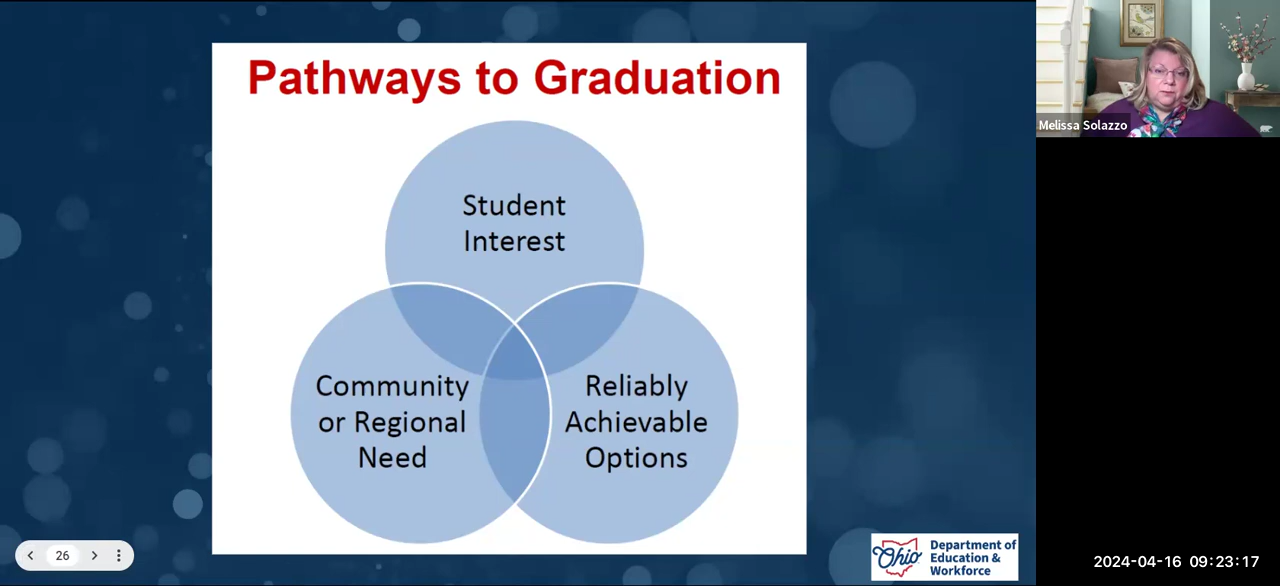 Pathways to Graduation
Student
Interest
Community
or Regional
Need
Reliably
Achievable
Options
Melissa Solazzo
26
Ohio
Department of
Education &
Workforce
2024-04-16 09:23:17